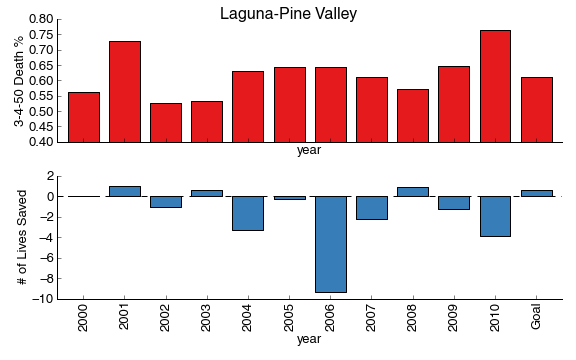 Laguna-Pine Valley
3-4-50 Death %
0.80
0.75
0.70
0.65
0.60
0.55
0.50
0.45
0.40
year
# of Lives Saved
2
0
−2
−4
−6
−8
−10
2000 2001 2002 2003 2004 2005 2006 2007 2008 2009 2010 Goal
year